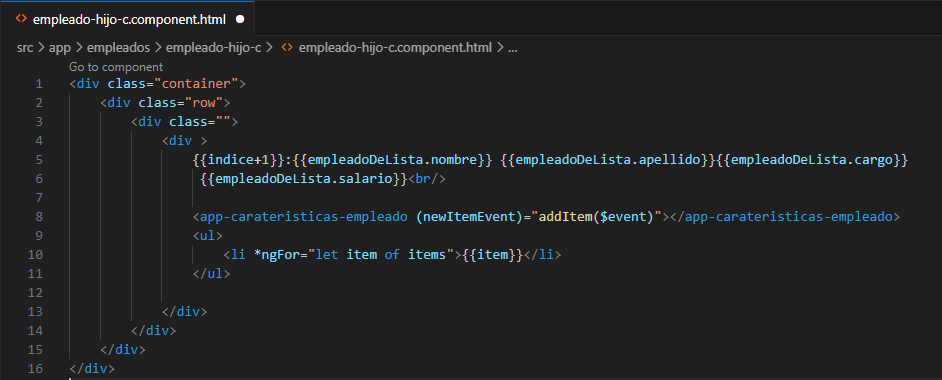 empleado-hijo-c.component.html
src > app > empleados > empleado-hijo-c > empleado-hijo-c.component.html > ...
Go to component
1 <div class="container">
2 <div class="row">
3 <div class="">
4 <div >
5 {{indice+1}}:{{empleadoDeLista.nombre}} {{empleadoDeLista.apellido}}{{empleadoDeLista.cargo}}
6 {{empleadoDeLista.salario}}<br/>
7
8 <app-carateristicas-empleado (newItemEvent)="addItem($event)"></app-carateristicas-empleado>
9 <ul>
10 <li *ngFor="let item of items">{{item}}</li>
11 </ul>
12
13 </div>
14 </div>
15 </div>
16 </div>